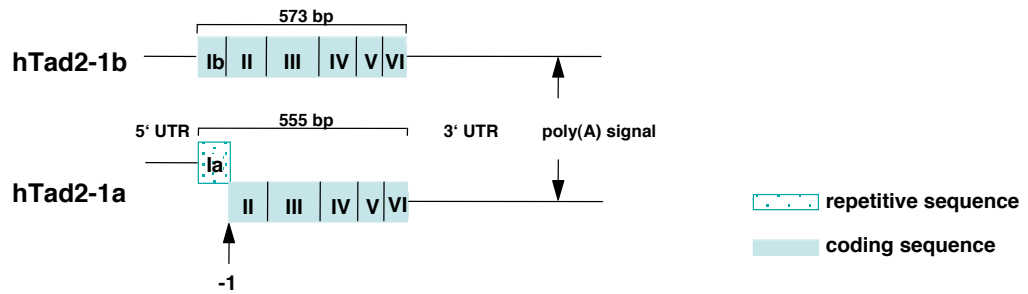 573 bp
hTad2-1b
Ib II III IV V VI
5‘ UTR 555 bp 3‘ UTR poly(A) signal
Ia
hTad2-1a
II III IV V VI
repetitive sequence
coding sequence
-1